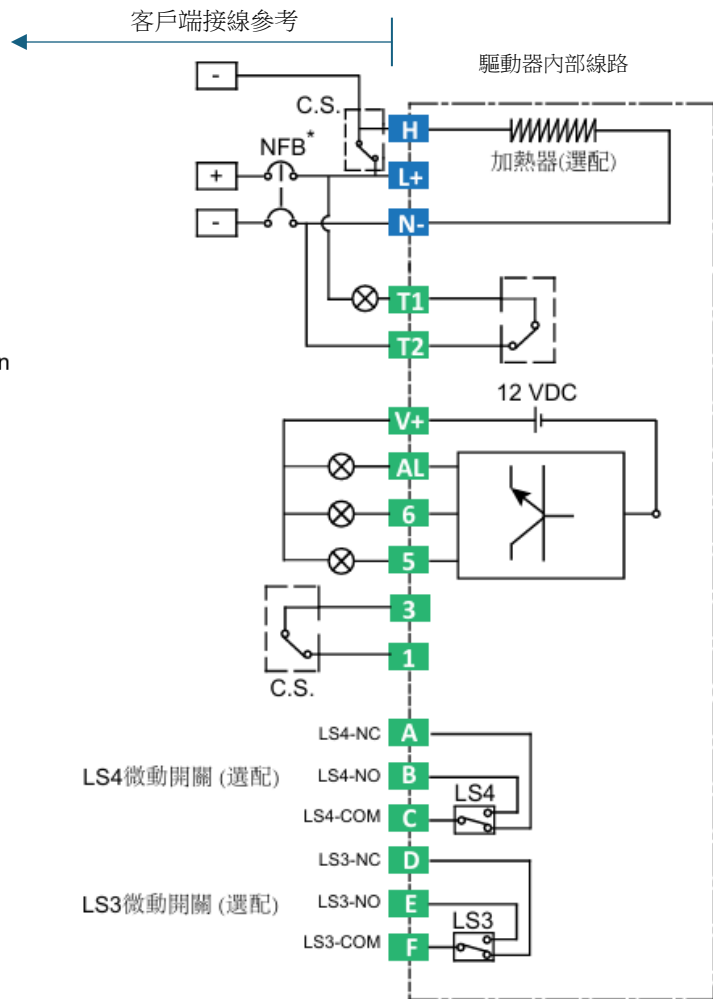 客戶端接線參考
驅動器內部線路
-
C.S.
H
NFB*
加熱器(選配)
+
L+
-
N-
T1
T2
n
12 VDC
V+
AL
6
5
3
1
C.S.
LS4-NC
A
LS4微動開關 (選配)
LS4-NO
B
LS4
LS4-COM
C
LS3-NC
D
LS3微動開關 (選配)
LS3-NO
E
LS3
LS3-COM
F